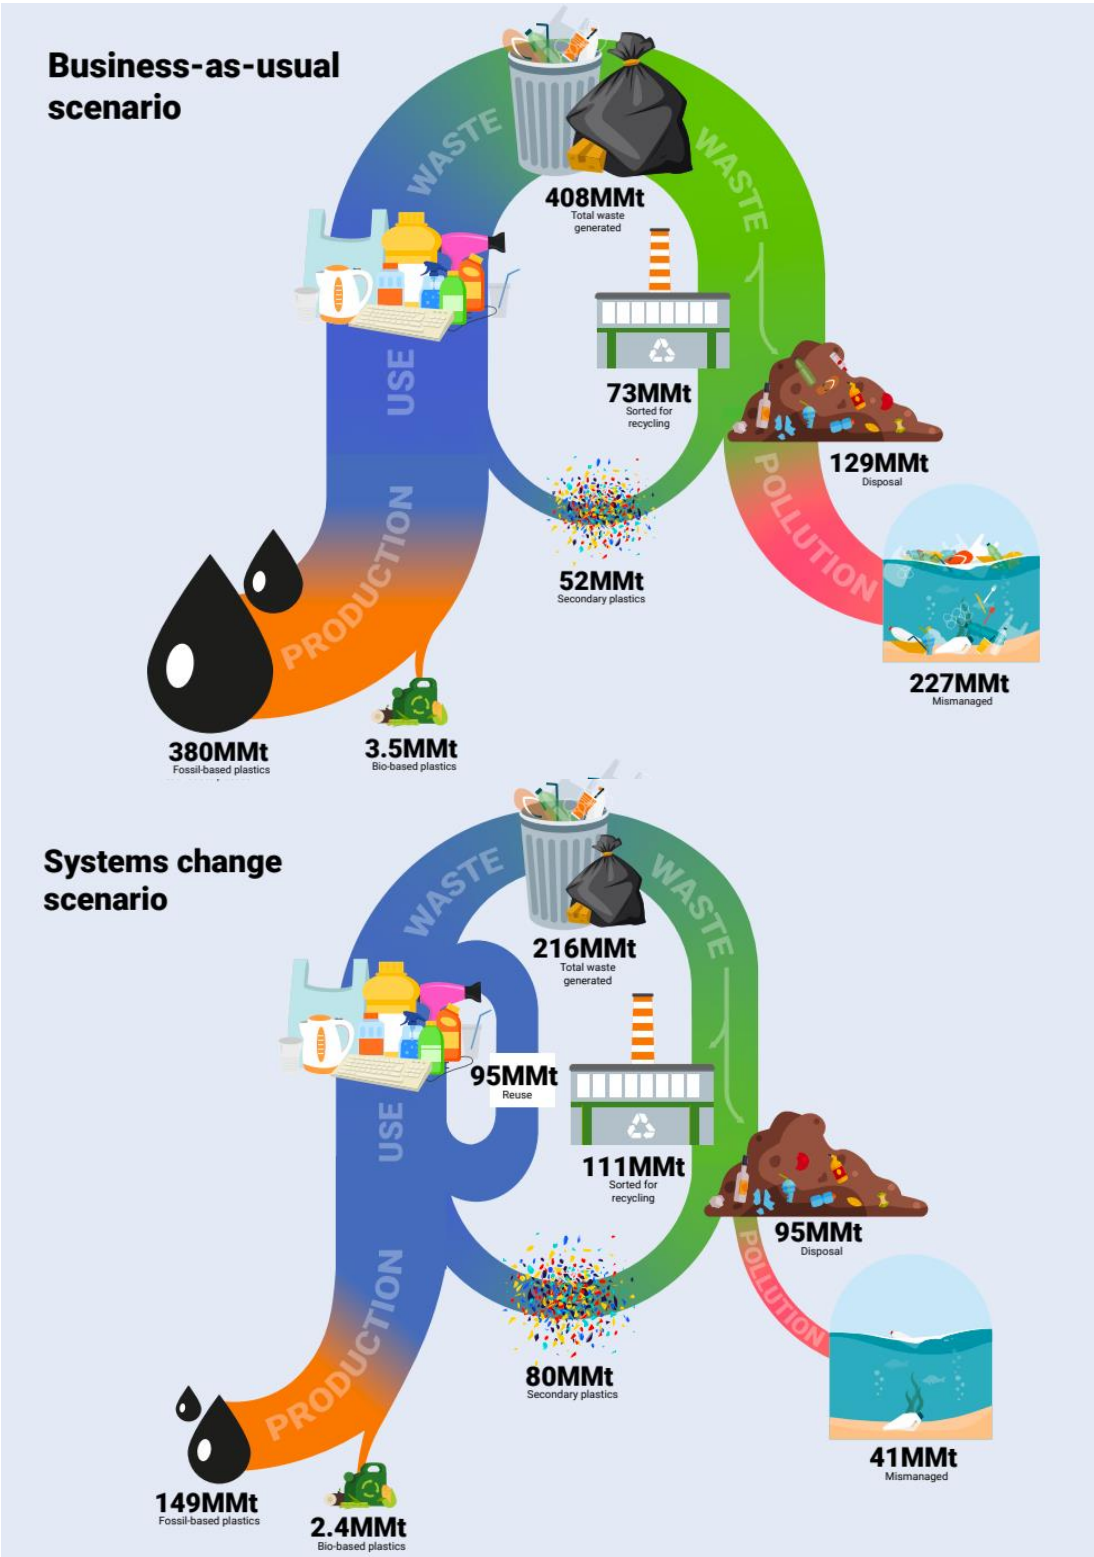 Business-as-usual
scenario
WASTE
WASTE
408MMt
Total waste
generated
USE
73MMt
Sorted for
recycling
129MMt
Disposal
POLLUTION
PRODUCTION
52MMt
Secondary plastics
227MMt
Mismanaged
380MMt
Fossil-based plastics
3.5MMt
Bio-based plastics
Systems change
scenario
WASTE
WASTE
216MMt
Total waste
generated
95MMt
Reuse
USE
111MMt
Sorted for
recycling
95MMt
Disposal
POLLUTION
PRODUCTION
80MMt
Secondary plastics
41MMt
Mismanaged
149MMt
Fossil-based plastics
2.4MMt
Bio-based plastics